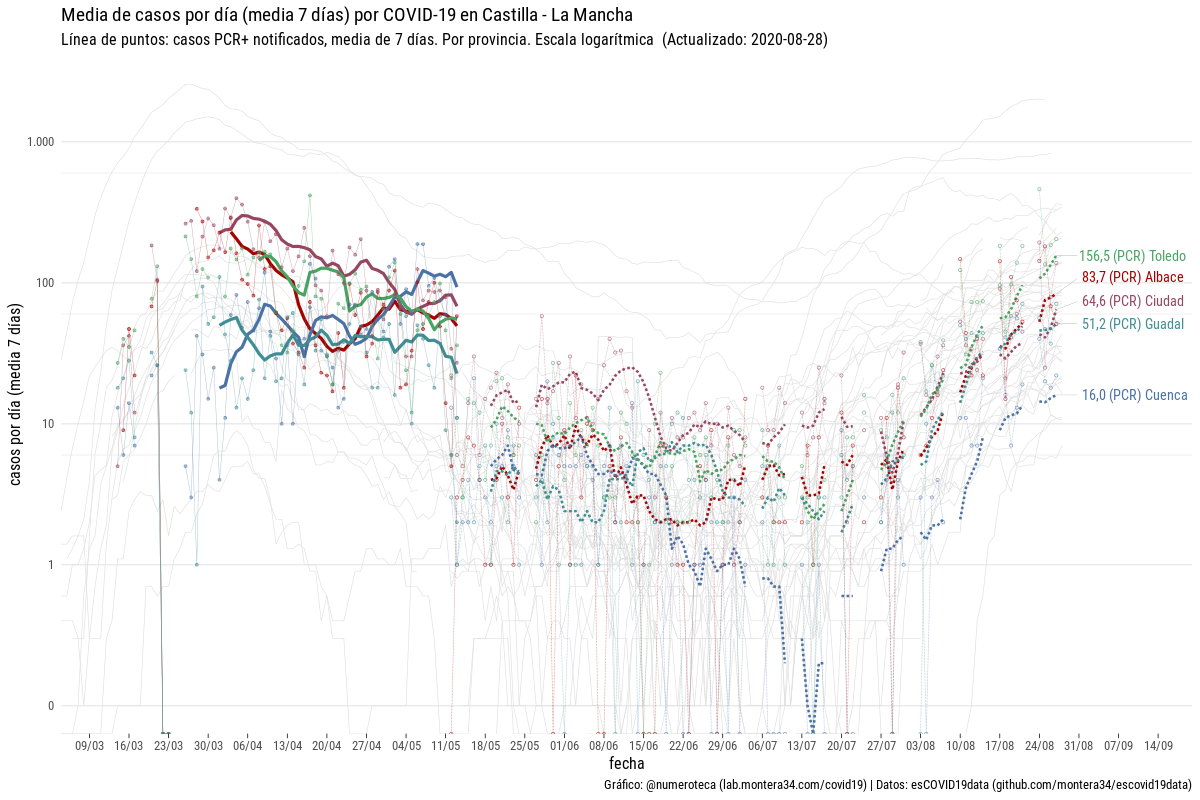 Media de casos por día (media 7 días) por COVID-19 en Castilla - La Mancha
Línea de puntos: casos PCR+ notificados, media de 7 días. Por provincia. Escala logarítmica (Actualizado: 2020-08-28)
casos por día (media 7 días)
1.000
100
10
1
0
156,5 (PCR) Toledo
83,7 (PCR) Albace
64,6 (PCR) Ciudad
51,2 (PCR) Guadal
16,0 (PCR) Cuenca
09/03 16/03 23/03 30/03 06/04 13/04 20/04 27/04 04/05 11/05 18/05 25/05 01/06 08/06 15/06 22/06 29/06 06/07 13/07 20/07 27/07 03/08 10/08 17/08 24/08 31/08 07/09 14/09
fecha
Gráfico: @numeroteca (lab.montera34.com/covid19) | Datos: esCOVID19data (github.com/montera34/escovid19data)